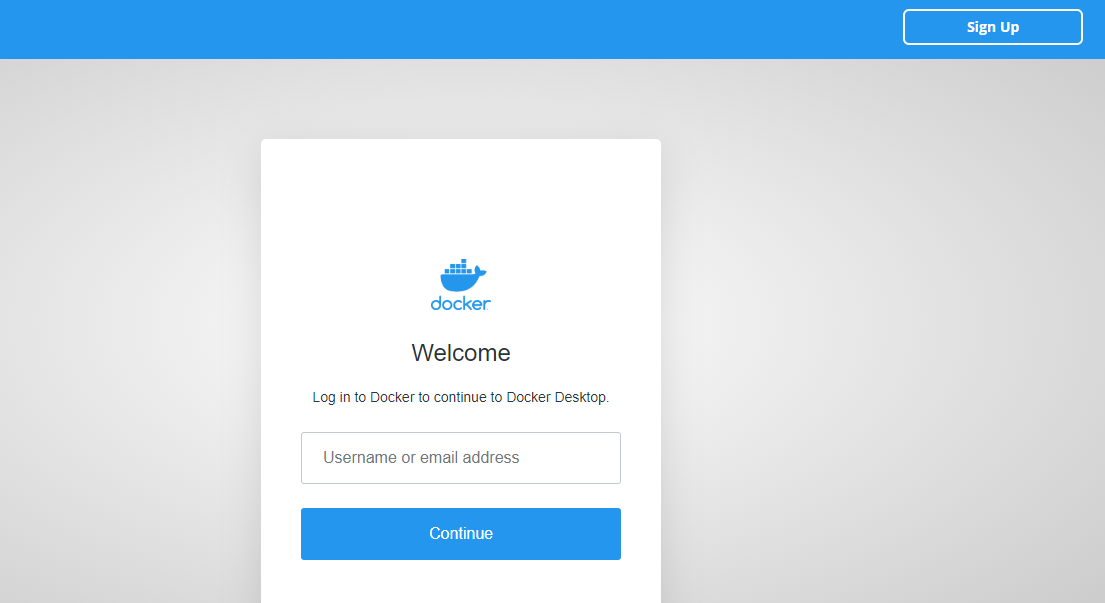 Sign Up
docker
Welcome
Log in to Docker to continue to Docker Desktop.
Username or email address
Continue